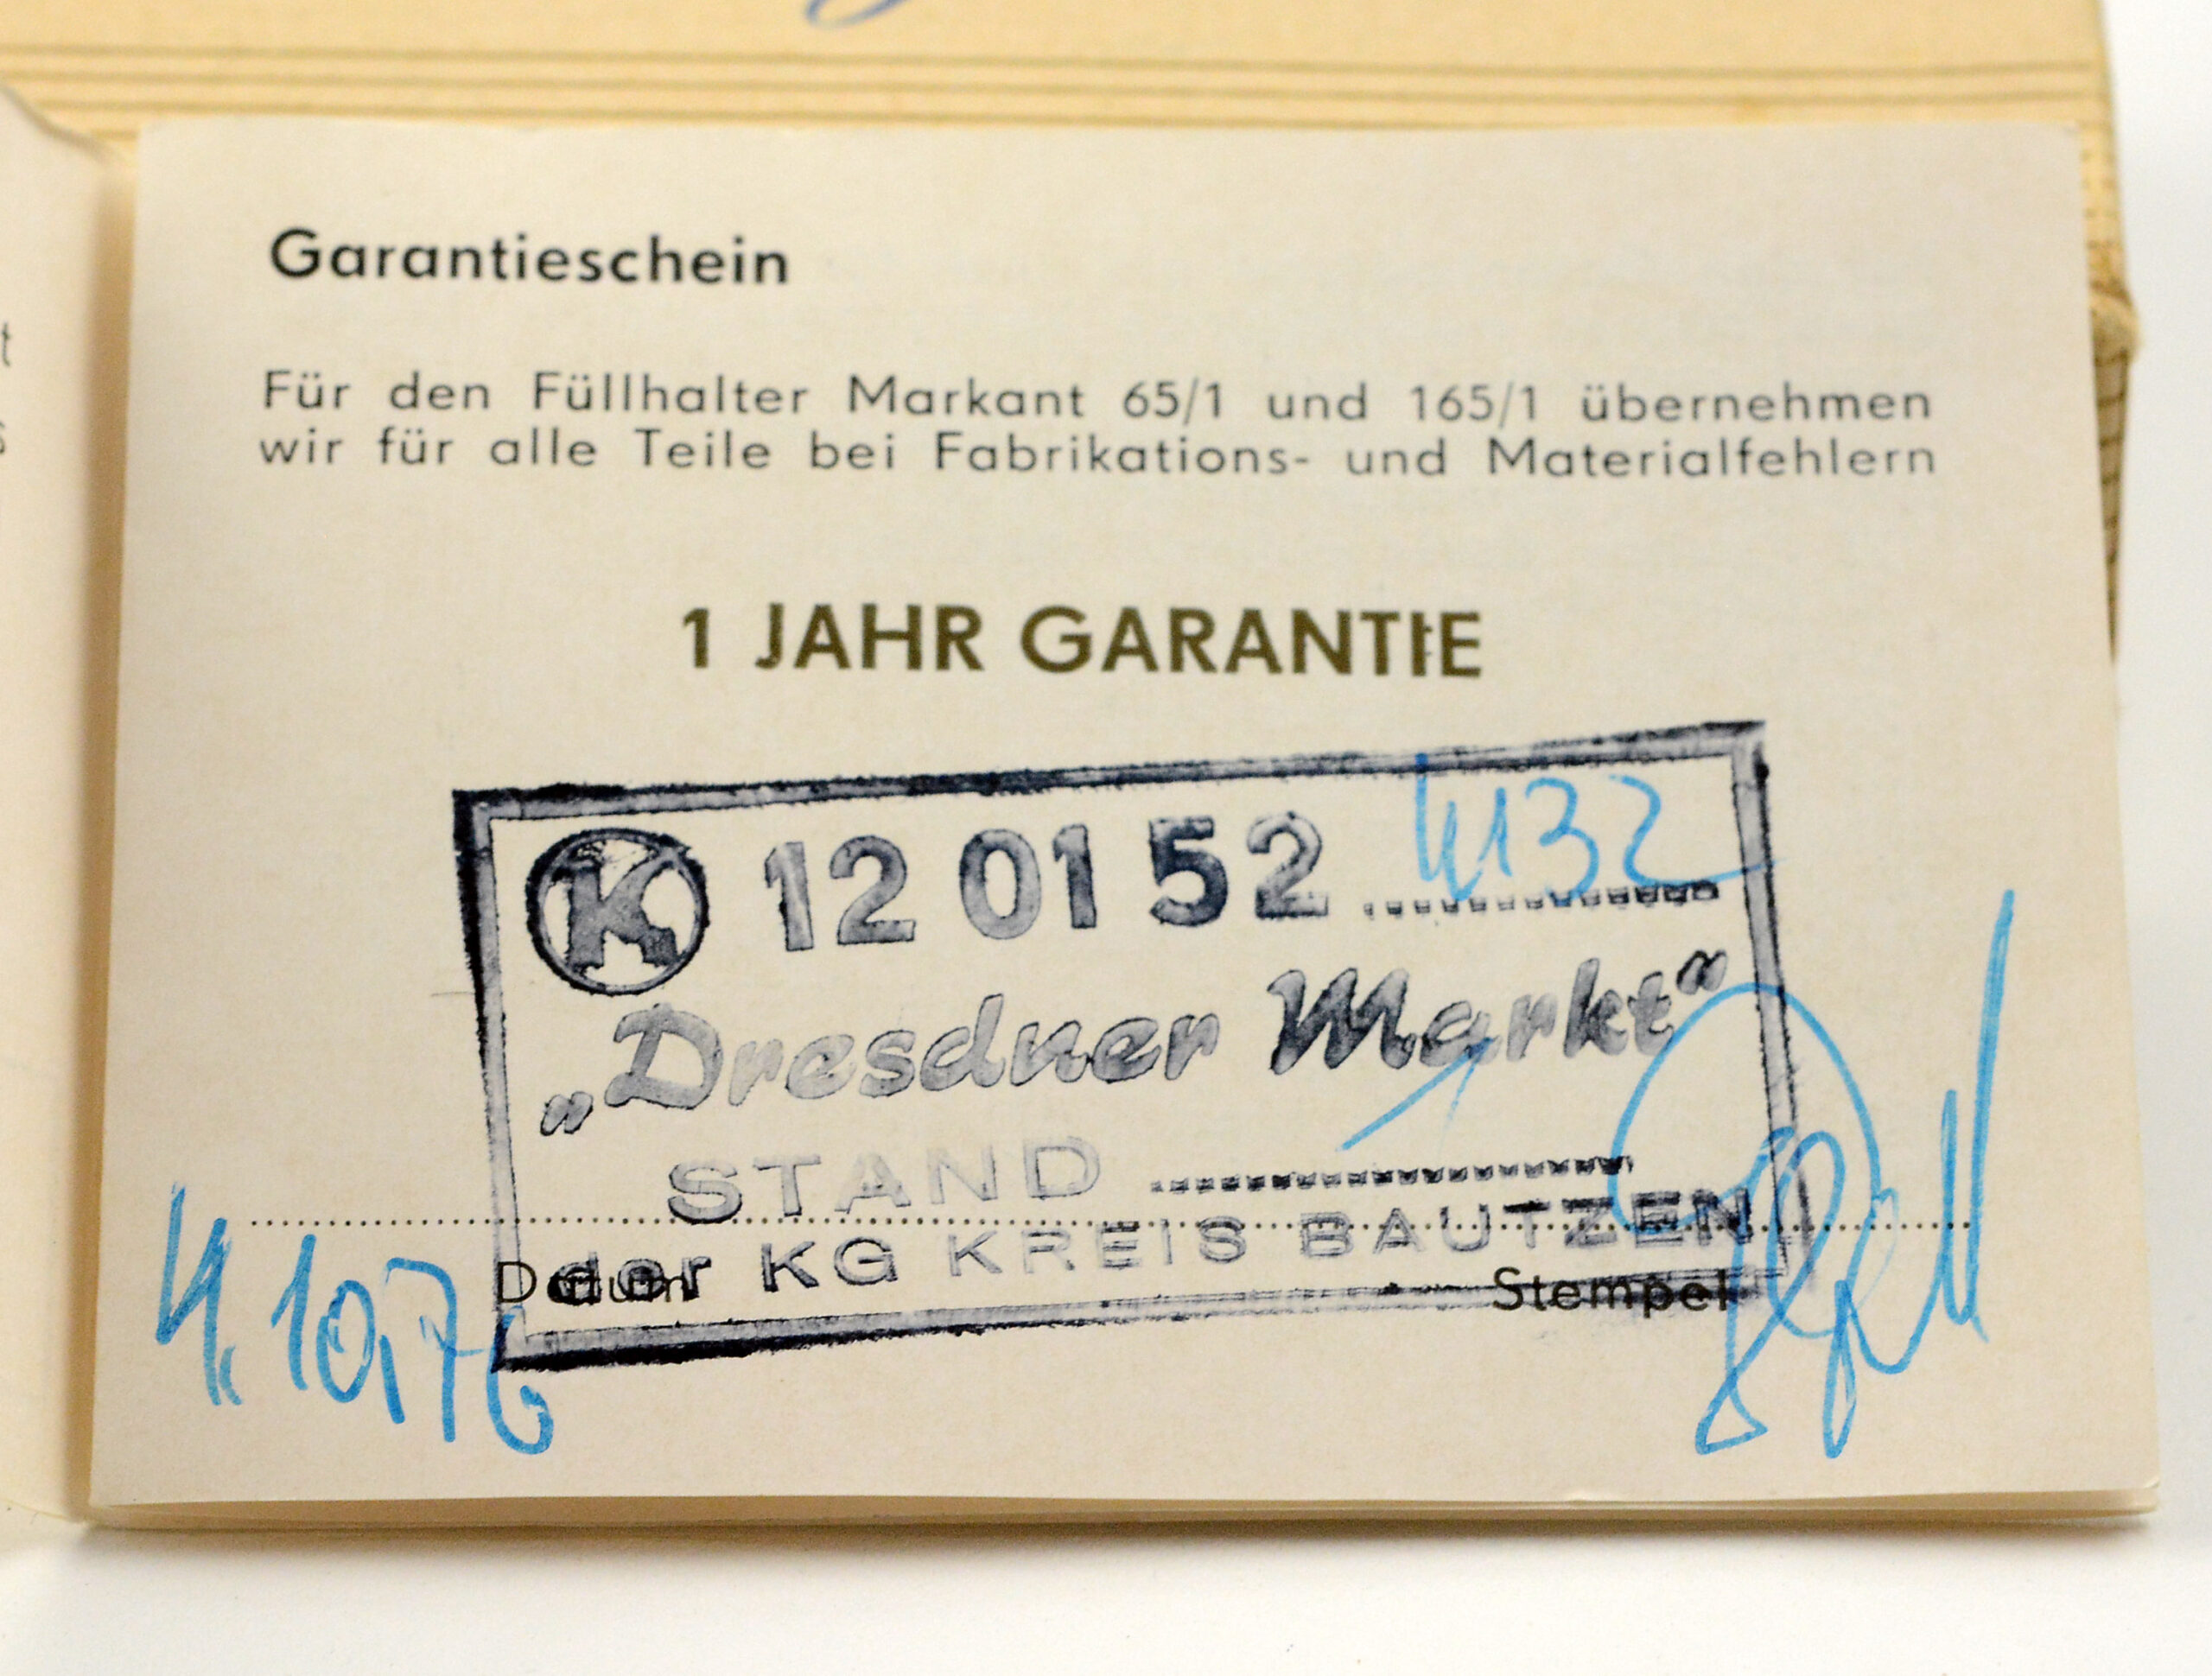 Garantieschein
Für den Füllhalter Markant 65/1 und 165/1 übernehmen
wir für alle Teile bei Fabrikations- und Materialfehlern
1 JAHR GARANTIE
K 12 01 52 4132
„Dresdner Markt“
STAND
der KG KREIS BAUTZEN
Datum Stempel
4. 10. 76